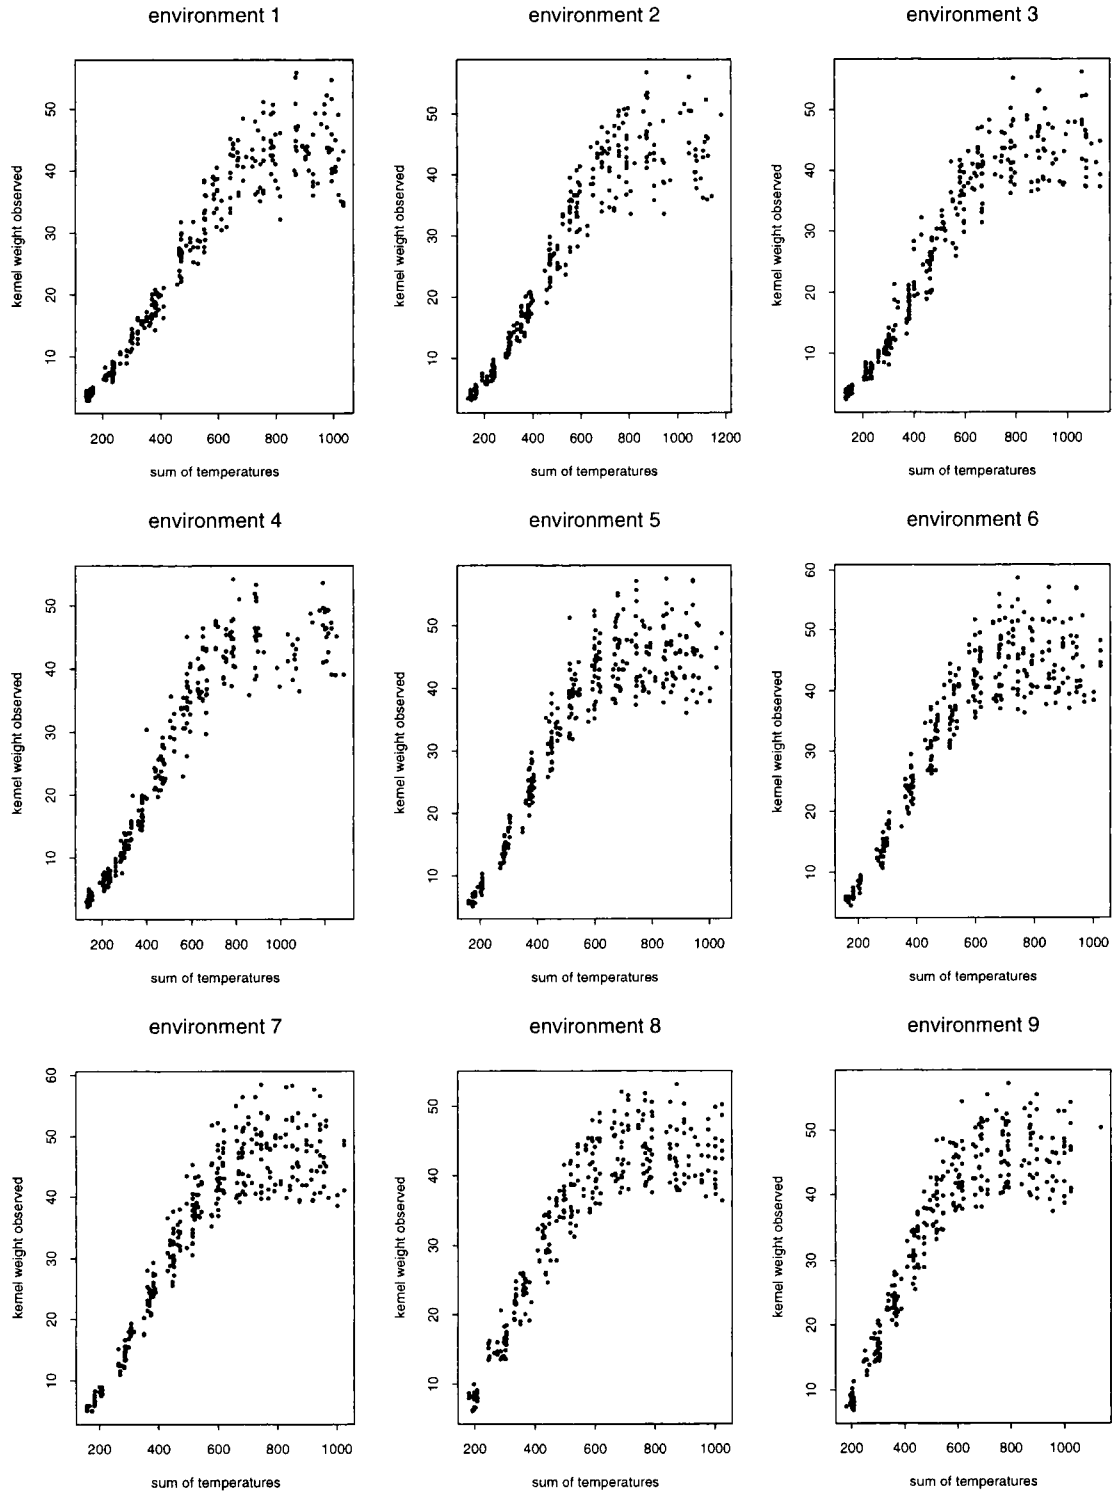 environment 1
environment 2
environment 3
kernel weight observed
10 20 30 40 50
200 400 600 800 1000
sum of temperatures
kernel weight observed
10 20 30 40 50
200 400 600 800 1000 1200
sum of temperatures
kernel weight observed
10 20 30 40 50
200 400 600 800 1000
sum of temperatures
environment 4
environment 5
environment 6
kernel weight observed
10 20 30 40 50
200 400 600 800 1000
sum of temperatures
kernel weight observed
10 20 30 40 50
200 400 600 800 1000
sum of temperatures
kernel weight observed
10 20 30 40 50 60
200 400 600 800 1000
sum of temperatures
environment 7
environment 8
environment 9
kernel weight observed
10 20 30 40 50 60
200 400 600 800 1000
sum of temperatures
kernel weight observed
10 20 30 40 50
200 400 600 800 1000
sum of temperatures
kernel weight observed
10 20 30 40 50
200 400 600 800 1000
sum of temperatures